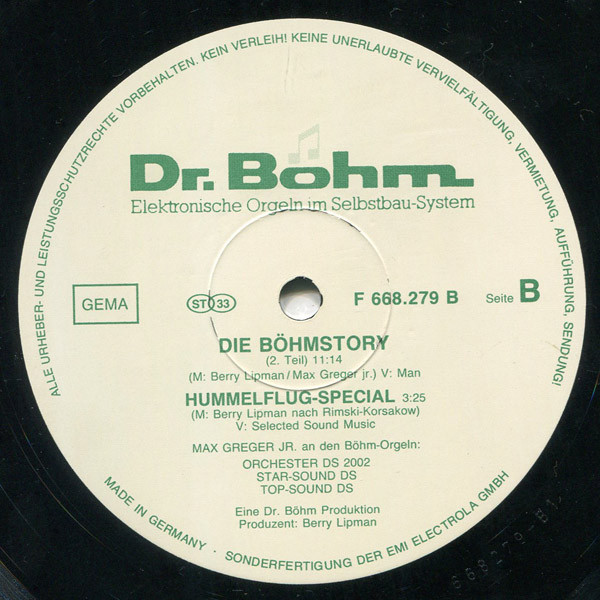 ALLE URHEBER- UND LEISTUNGSSCHUTZRECHTE VORBEHALTEN. KEIN VERLEIH! KEINE UNERLAUBTE VERVIELFÄLTIGUNG, VERMIETUNG, AUFFÜHRUNG, SENDUNG!
Dr. Böhm
Elektronische Orgeln im Selbstbau-System
GEMA
ST 33
F 668.279 B
Seite B
DIE BÖHMSTORY
(2. Teil) 11:14
(M: Berry Lipman / Max Greger jr.) V: Man
HUMMELFLUG-SPECIAL 3:25
(M: Berry Lipman nach Rimski-Korsakow)
V: Selected Sound Music
MAX GREGER JR. an den Böhm-Orgeln:
ORCHESTER DS 2002
STAR-SOUND DS
TOP-SOUND DS
Eine Dr. Böhm Produktion
Produzent: Berry Lipman
MADE IN GERMANY · SONDERFERTIGUNG DER EMI ELECTROLA GMBH
668279-B1